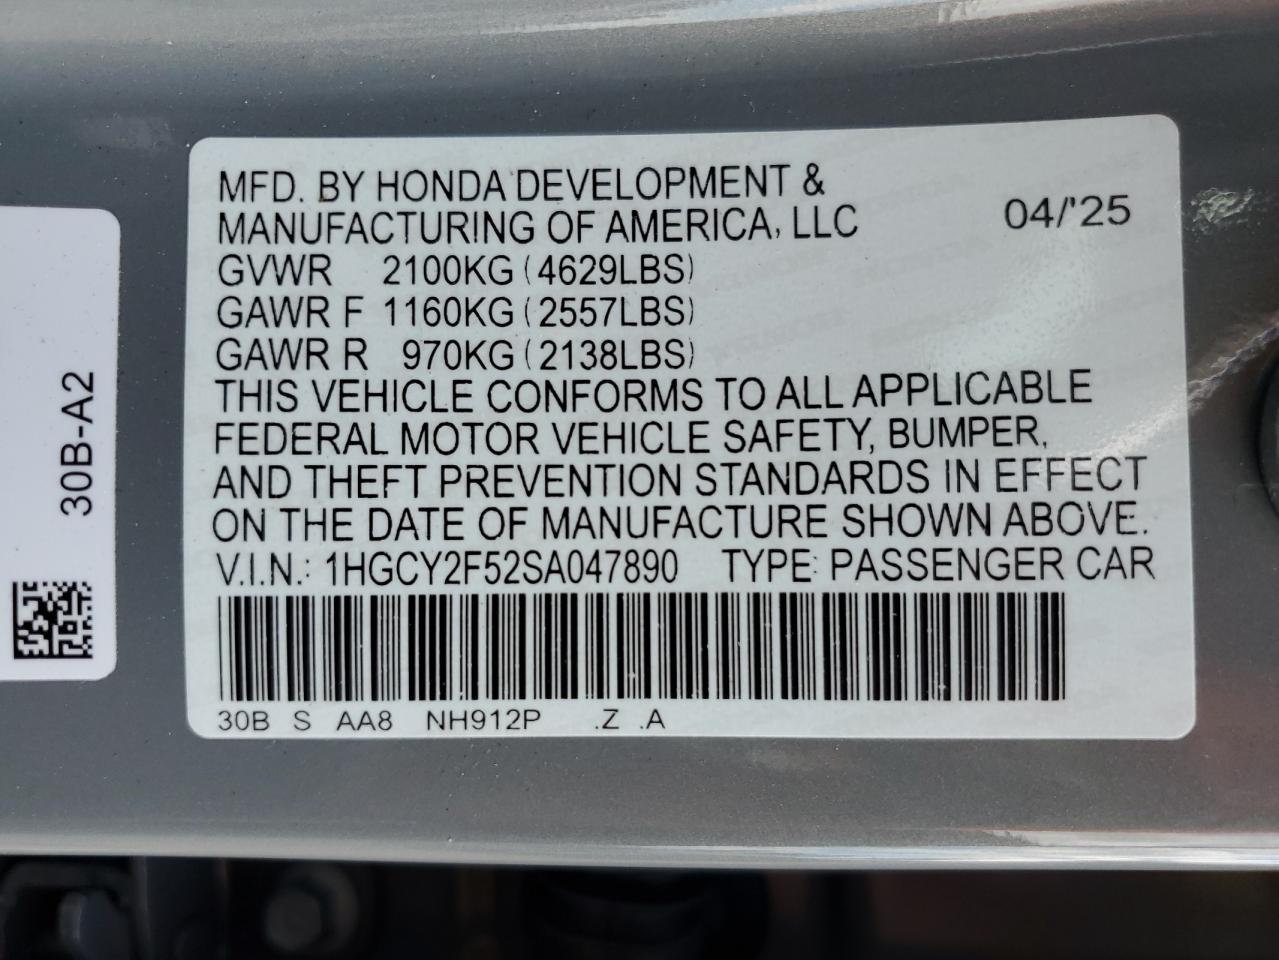 MFD. BY HONDA DEVELOPMENT &
MANUFACTURING OF AMERICA, LLC 04/'25
GVWR 2100KG (4629LBS)
GAWR F 1160KG (2557LBS)
GAWR R 970KG (2138LBS)
THIS VEHICLE CONFORMS TO ALL APPLICABLE
FEDERAL MOTOR VEHICLE SAFETY, BUMPER,
AND THEFT PREVENTION STANDARDS IN EFFECT
ON THE DATE OF MANUFACTURE SHOWN ABOVE.
V.I.N.: 1HGCY2F52SA047890 TYPE: PASSENGER CAR
30B S AA8 NH912P .Z .A
30B-A2